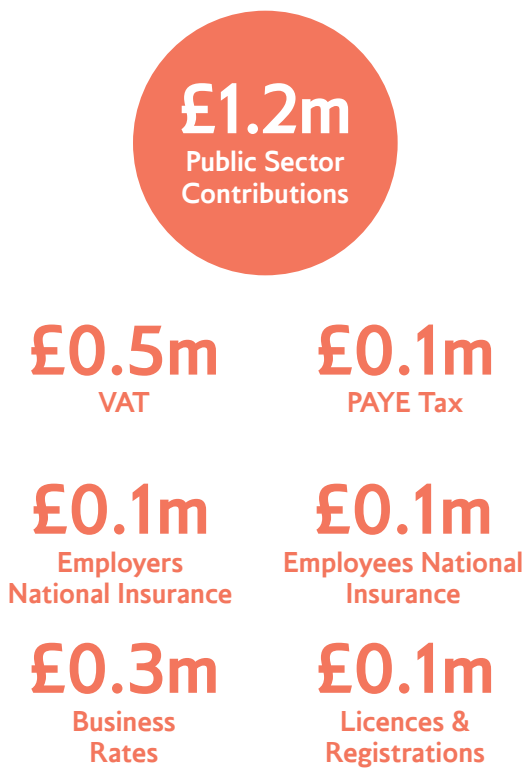 £1.2m
Public Sector
Contributions
£0.5m
VAT
£0.1m
PAYE Tax
£0.1m
Employers
National Insurance
£0.1m
Employees National
Insurance
£0.3m
Business
Rates
£0.1m
Licences &
Registrations